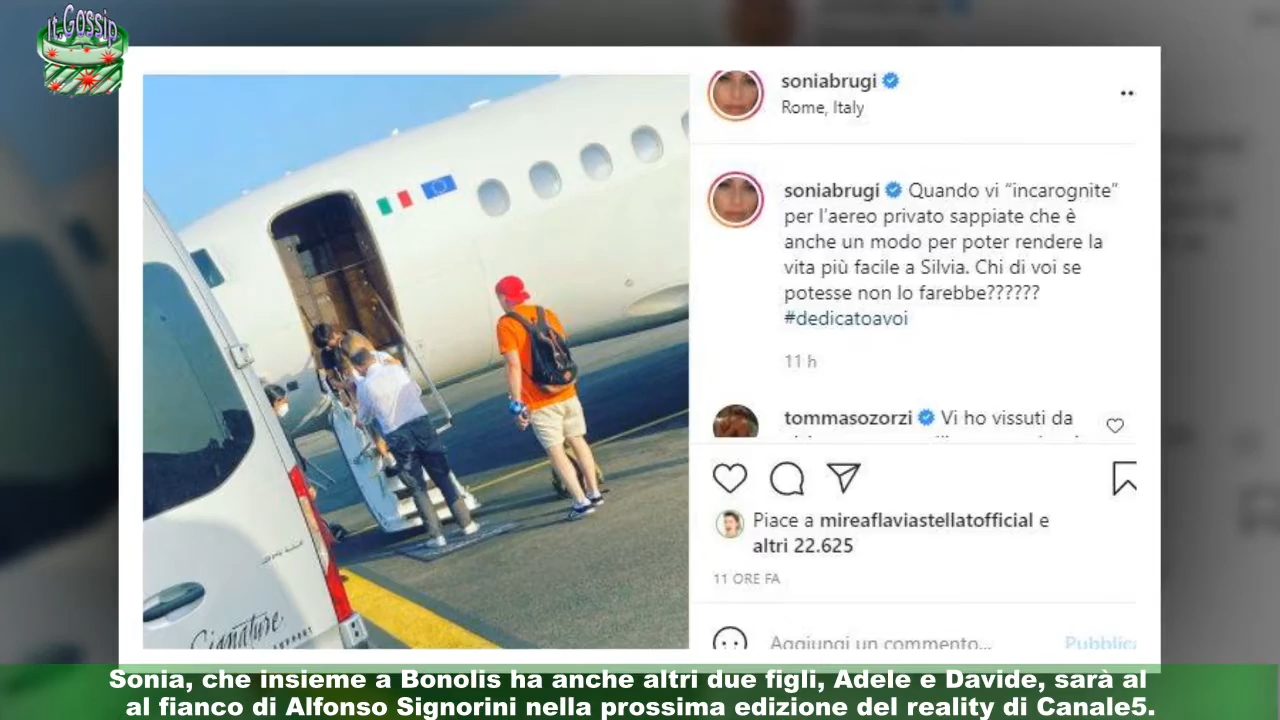 It.Gossip
soniabrugi
Rome, Italy
soniabrugi Quando vi “incarognite”
per l'aereo privato sappiate che è
anche un modo per poter rendere la
vita più facile a Silvia. Chi di voi se
potesse non lo farebbe??????
#dedicatoavoi
11 h
tommasozorzi Vi ho vissuti da
Piace a mireaflaviastellatofficial e
altri 22.625
11 ORE FA
Aggiungi un commento...
Pubblica
Signature
Sonia, che insieme a Bonolis ha anche altri due figli, Adele e Davide, sarà al
al fianco di Alfonso Signorini nella prossima edizione del reality di Canale5.